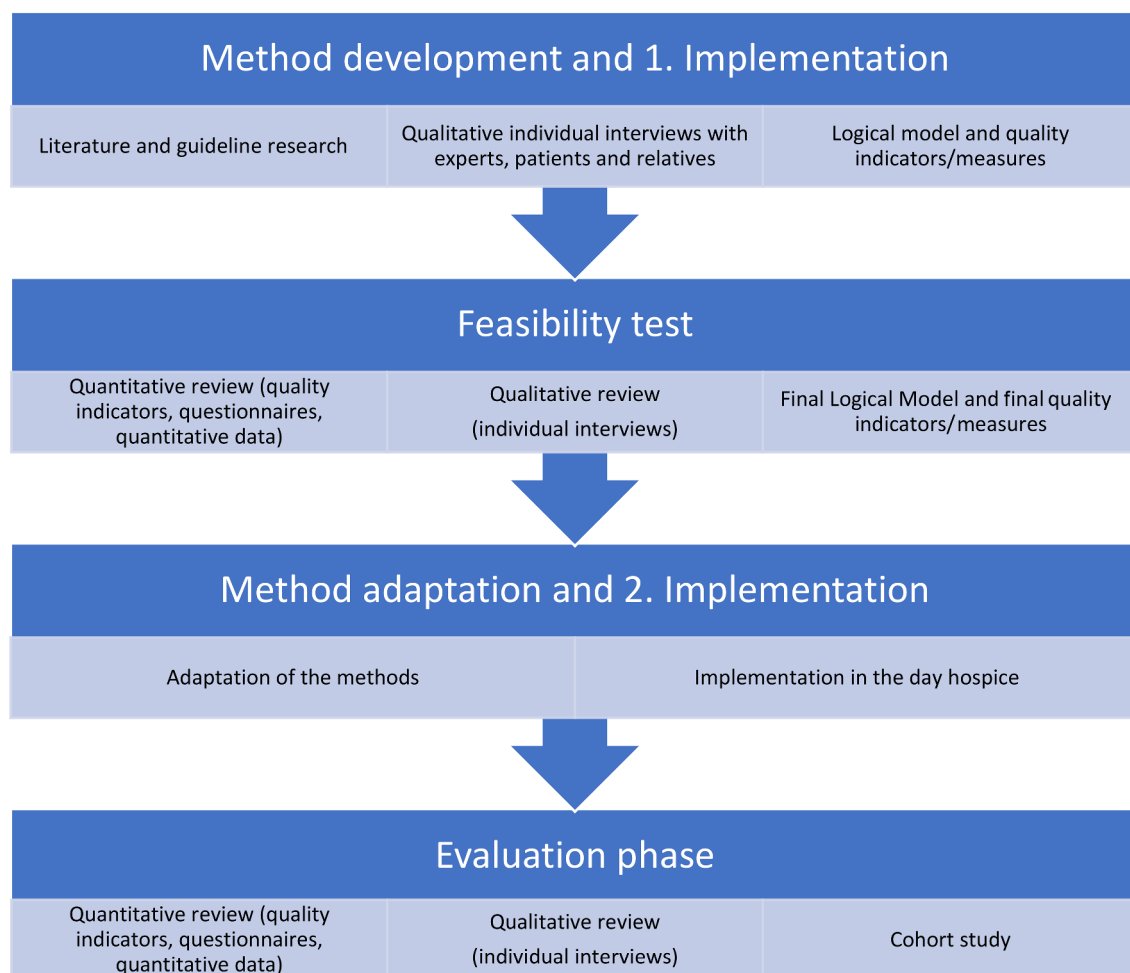 Method development and 1. Implementation
Literature and guideline research
Qualitative individual interviews with
experts, patients and relatives
Logical model and quality
indicators/measures
Feasibility test
Quantitative review (quality
indicators, questionnaires,
quantitative data)
Qualitative review
(individual interviews)
Final Logical Model and final quality
indicators/measures
Method adaptation and 2. Implementation
Adaptation of the methods
Implementation in the day hospice
Evaluation phase
Quantitative review (quality
indicators, questionnaires,
quantitative data)
Qualitative review
(individual interviews)
Cohort study